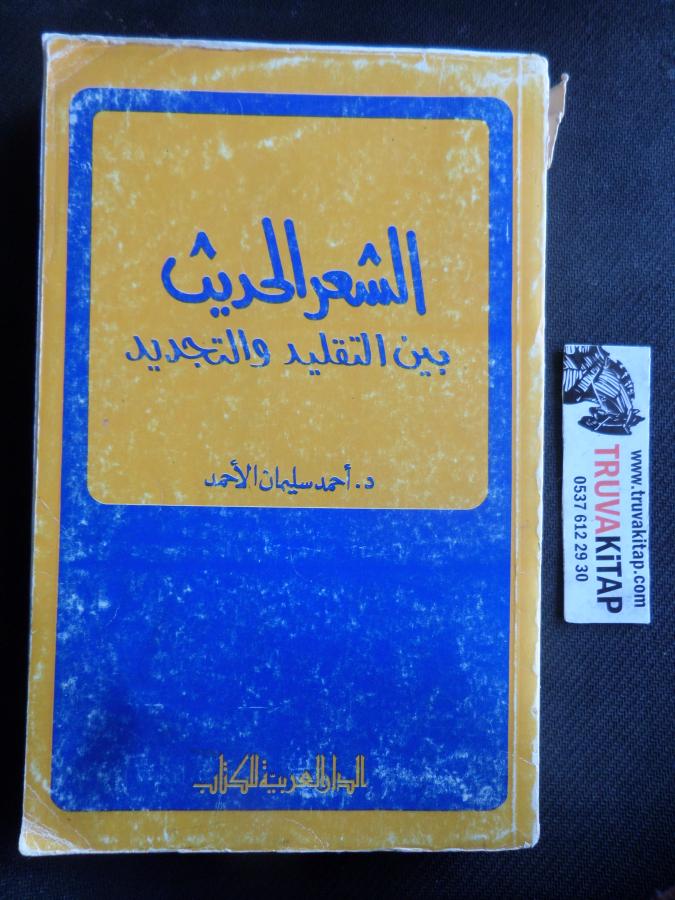 الشعر الحديث
بين التقليد والتجديد
د. أحمد سليمان الأحمد
الدار العربية للكتاب
www.truvakitap.com
TRUVAKiTAP
0537 612 29 30